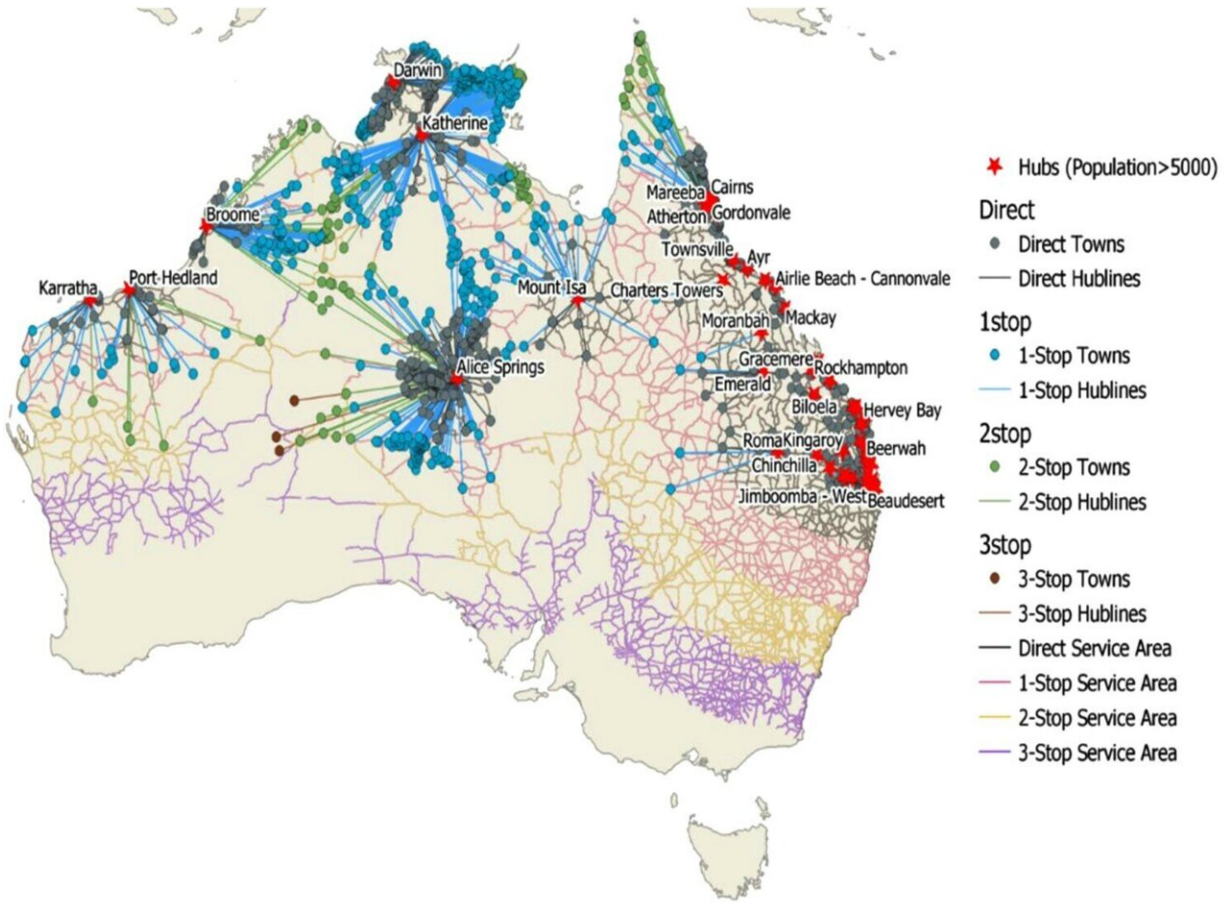 Darwin
Katherine
Broome
Karratha
Port Hedland
Mount Isa
Alice Springs
Mareeba
Cairns
Atherton
Gordonvale
Townsville
Ayr
Charters Towers
Airlie Beach - Cannonvale
Moranbah
Mackay
Gracemere
Rockhampton
Emerald
Biloela
Hervey Bay
Roma
Kingaroy
Beerwah
Chinchilla
Jimboomba - West
Beaudesert
Hubs (Population>5000)
Direct
Direct Towns
Direct Hublines
1stop
1-Stop Towns
1-Stop Hublines
2stop
2-Stop Towns
2-Stop Hublines
3stop
3-Stop Towns
3-Stop Hublines
Direct Service Area
1-Stop Service Area
2-Stop Service Area
3-Stop Service Area